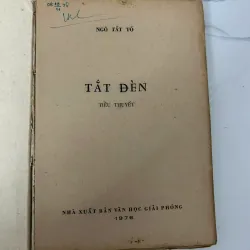 NGÔ TẤT TỐ
TẮT ĐÈN
TIỂU THUYẾT
NHÀ XUẤT BẢN VĂN HỌC GIẢI PHÓNG
1976